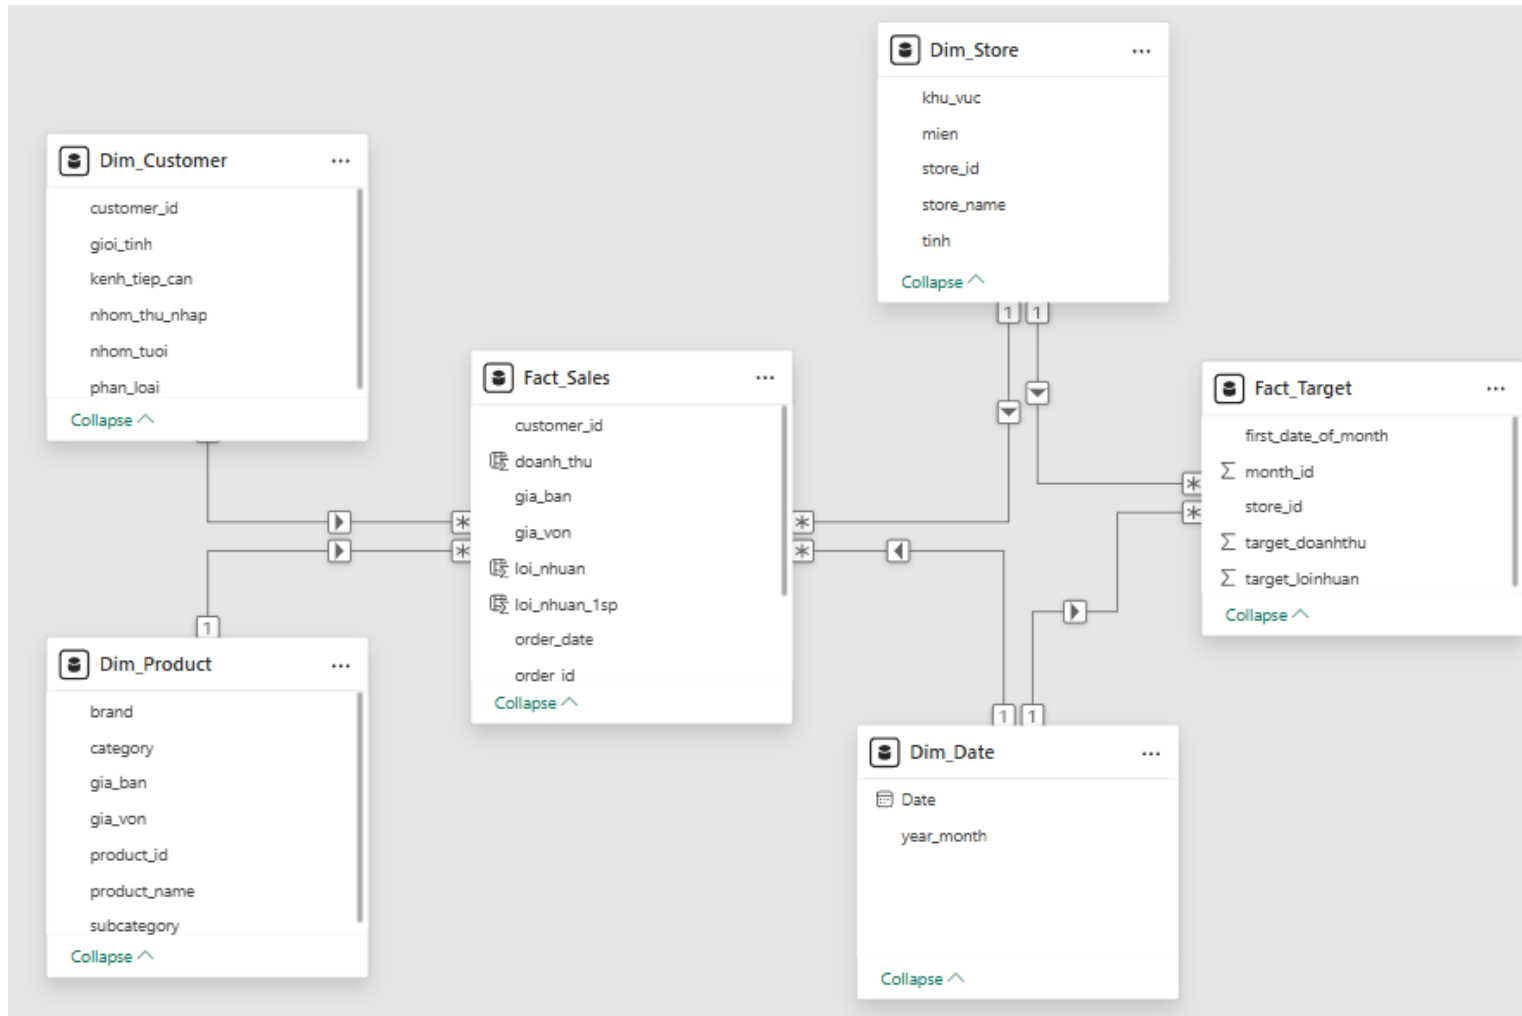 Dim_Customer
customer_id
gioi_tinh
kenh_tiep_can
nhom_thu_nhap
nhom_tuoi
phan_loai
Collapse
Dim_Product
brand
category
gia_ban
gia_von
product_id
product_name
subcategory
Collapse
1
Fact_Sales
customer_id
doanh_thu
gia_ban
gia_von
loi_nhuan
loi_nhuan_1sp
order_date
order_id
Collapse
*
*
*
*
Dim_Store
khu_vuc
mien
store_id
store_name
tinh
Collapse
1 1
Dim_Date
Date
year_month
Collapse
1 1
Fact_Target
first_date_of_month
month_id
store_id
target_doanhthu
target_loinhuan
Collapse
*
*